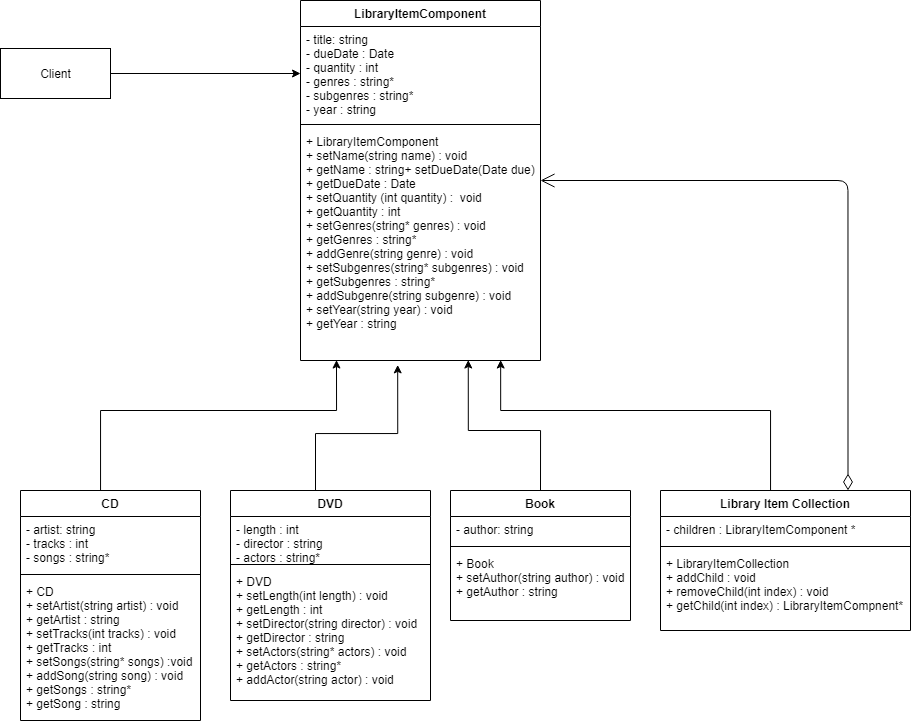 LibraryItemComponent
- title: string
- dueDate : Date
- quantity : int
- genres : string*
- subgenres : string*
- year : string
Client
+ LibraryItemComponent
+ setName(string name) : void
+ getName : string+ setDueDate(Date due)
+ getDueDate : Date
+ setQuantity (int quantity) :  void
+ getQuantity : int
+ setGenres(string* genres) : void
+ getGenres : string*
+ addGenre(string genre) : void
+ setSubgenres(string* subgenres) : void
+ getSubgenres : string*
+ addSubgenre(string subgenre) : void
+ setYear(string year) : void
+ getYear : string
CD
- artist: string
- tracks : int
- songs : string*
+ CD
+ setArtist(string artist) : void
+ getArtist : string
+ setTracks(int tracks) : void
+ getTracks : int
+ setSongs(string* songs) :void
+ addSong(string song) : void
+ getSongs : string*
+ getSong : string
DVD
- length : int
- director : string
- actors : string*
+ DVD
+ setLength(int length) : void
+ getLength : int
+ setDirector(string director) : void
+ getDirector : string
+ setActors(string* actors) : void
+ getActors : string*
+ addActor(string actor) : void
Book
- author: string
+ Book
+ setAuthor(string author) : void
+ getAuthor : string
Library Item Collection
- children : LibraryItemComponent *
+ LibraryItemCollection
+ addChild : void
+ removeChild(int index) : void
+ getChild(int index) : LibraryItemCompnent*